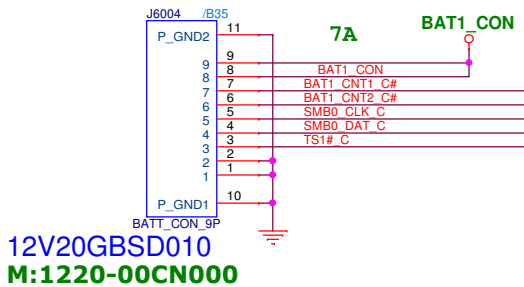 J6004 /B35
P_GND2 11
7A
BAT1_CON
9 9
8 8 BAT1_CON
7 7 BAT1_CNT1_C#
6 6 BAT1_CNT2_C#
5 5 SMB0_CLK_C
4 4 SMB0_DAT_C
3 3 TS1#_C
2 2
1 1
P_GND1 10
BATT_CON_9P
12V20GBSD010
M:1220-00CN000